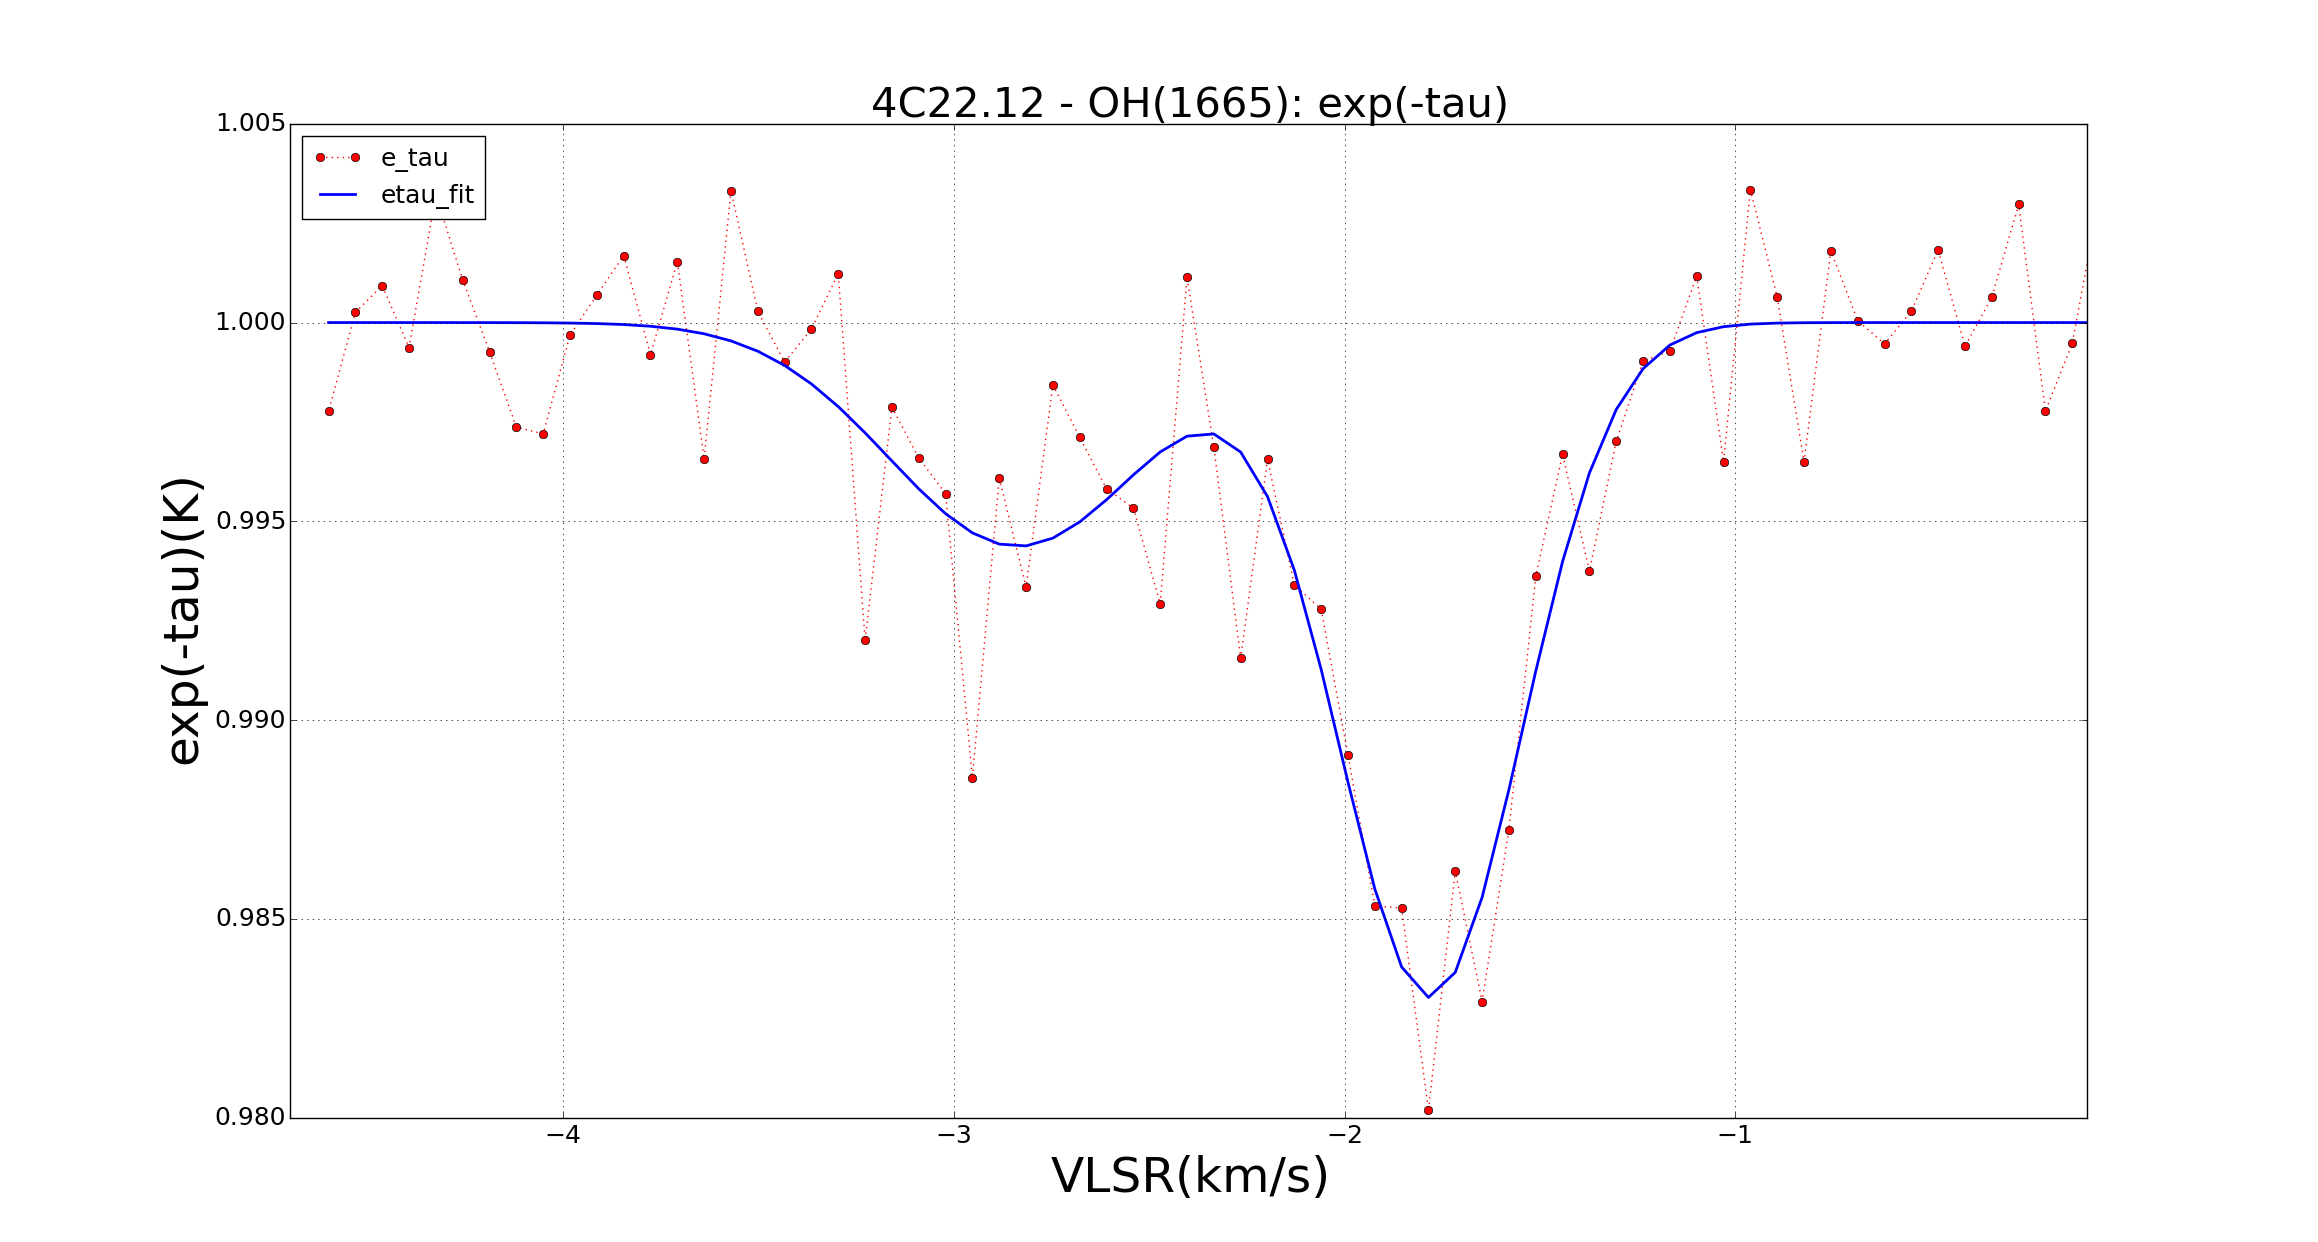 4C22.12 - OH(1665): exp(-tau)
1.005
e_tau
etau_fit
1.000
0.995
0.990
0.985
0.980
exp(-tau)(K)
−4 −3 −2 −1
VLSR(km/s)